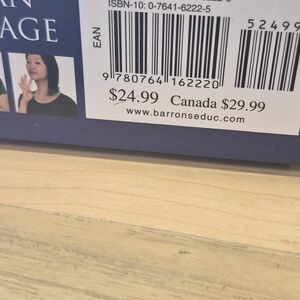 AN
AGE
ISBN-10: 0-7641-6222-5
EAN
52499
9 780764 162220
$24.99 Canada $29.99
www.barronseduc.com